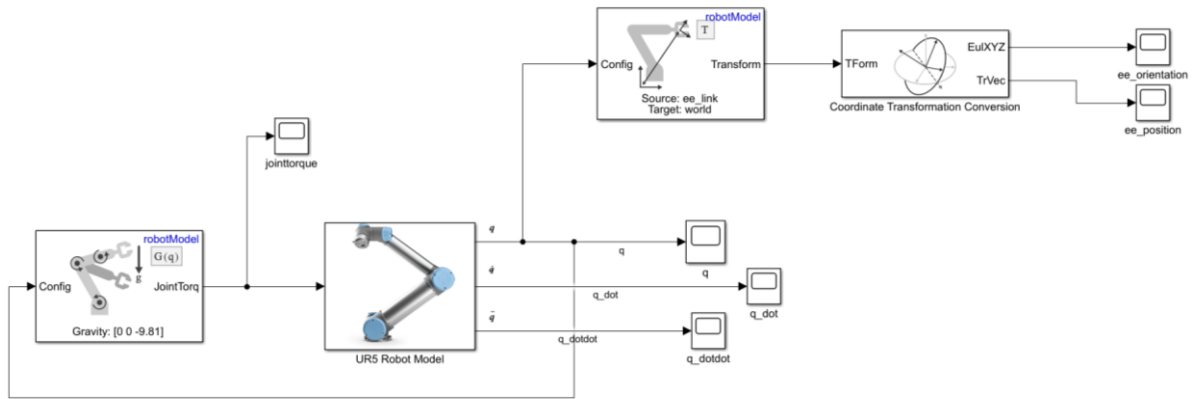 robotModel
T
Config
Transform
Source: ee_link
Target: world
TForm
EulXYZ
TrVec
Coordinate Transformation Conversion
ee_orientation
ee_position
jointtorque
robotModel
G(q)
g
Config
JointTorq
Gravity: [0 0 -9.81]
UR5 Robot Model
q
q̇
q̈
q
q
q_dot
q_dot
q_dotdot
q_dotdot